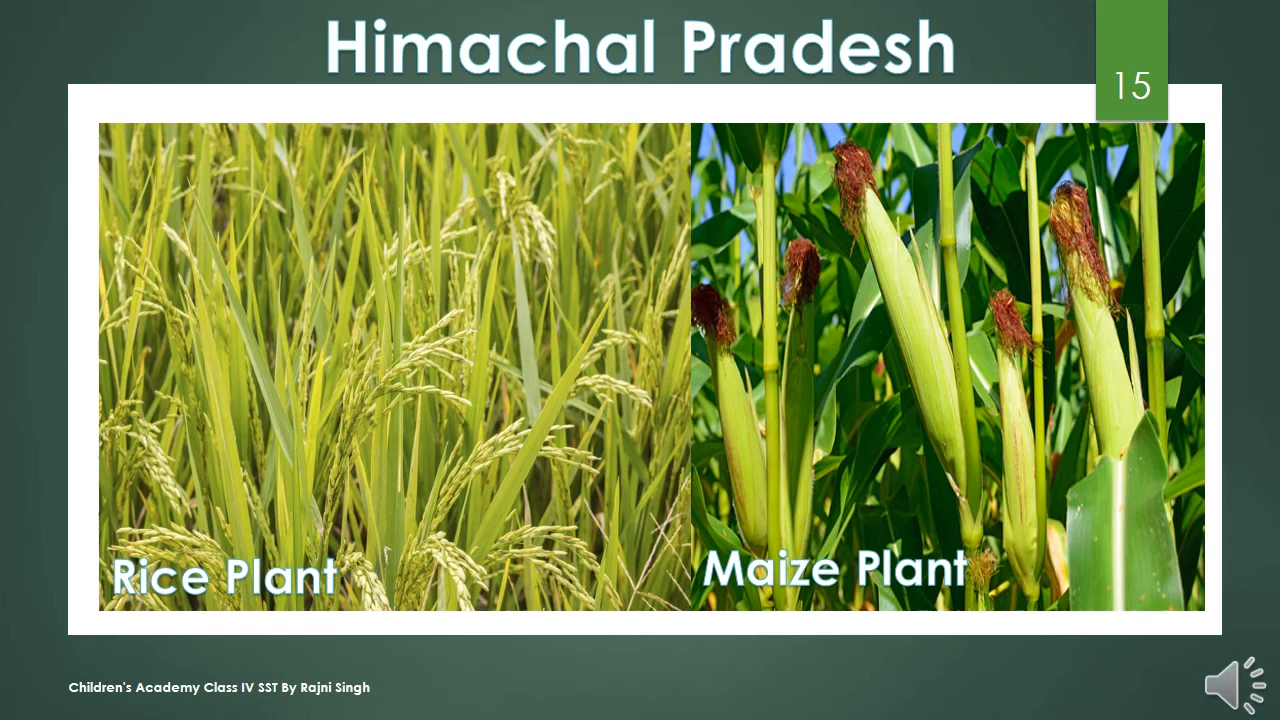 Himachal Pradesh
15
Rice Plant
Maize Plant
Children's Academy Class IV SST By Rajni Singh